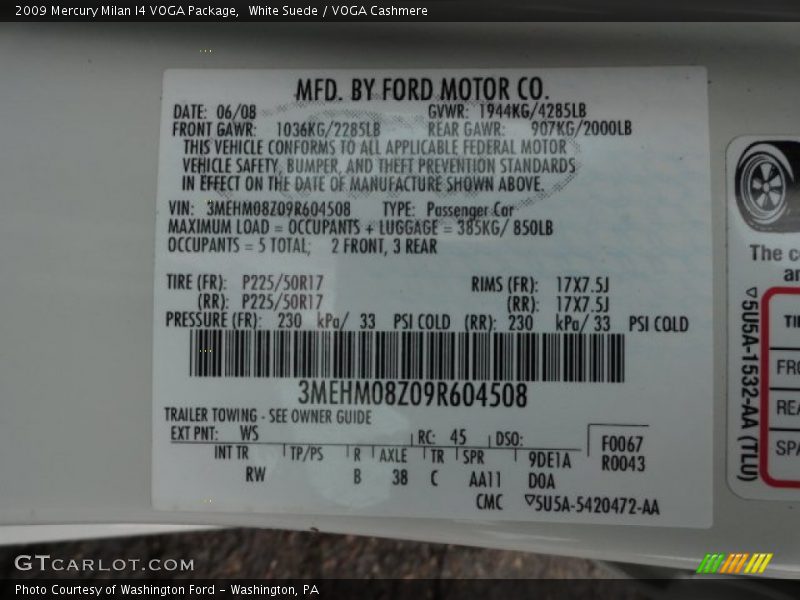 2009 Mercury Milan I4 VOGA Package,  White Suede / VOGA Cashmere
MFD. BY FORD MOTOR CO.
DATE: 06/08 GVWR: 1944KG/4285LB
FRONT GAWR: 1036KG/2285LB REAR GAWR: 907KG/2000LB
THIS VEHICLE CONFORMS TO ALL APPLICABLE FEDERAL MOTOR
VEHICLE SAFETY, BUMPER, AND THEFT PREVENTION STANDARDS
IN EFFECT ON THE DATE OF MANUFACTURE SHOWN ABOVE.
VIN: 3MEHM08Z09R604508 TYPE: Passenger Car
MAXIMUM LOAD = OCCUPANTS + LUGGAGE = 385KG/ 850LB
OCCUPANTS = 5 TOTAL; 2 FRONT, 3 REAR
TIRE (FR): P225/50R17 RIMS (FR): 17X7.5J
(RR): P225/50R17 (RR): 17X7.5J
PRESSURE (FR): 230 kPa/ 33 PSI COLD (RR): 230 kPa/ 33 PSI COLD
3MEHM08Z09R604508
TRAILER TOWING - SEE OWNER GUIDE
EXT PNT: WS RC: 45 DSO: F0067
INT TR TP/PS R AXLE TR SPR 9DE1A R0043
RW B 38 C AA11 D0A
CMC ▽5U5A-5420472-AA
The c
an
▽5U5A-1532-AA (TLU)
TI
FRO
REA
SPA
GTCARLOT.COM
Photo Courtesy of Washington Ford - Washington, PA